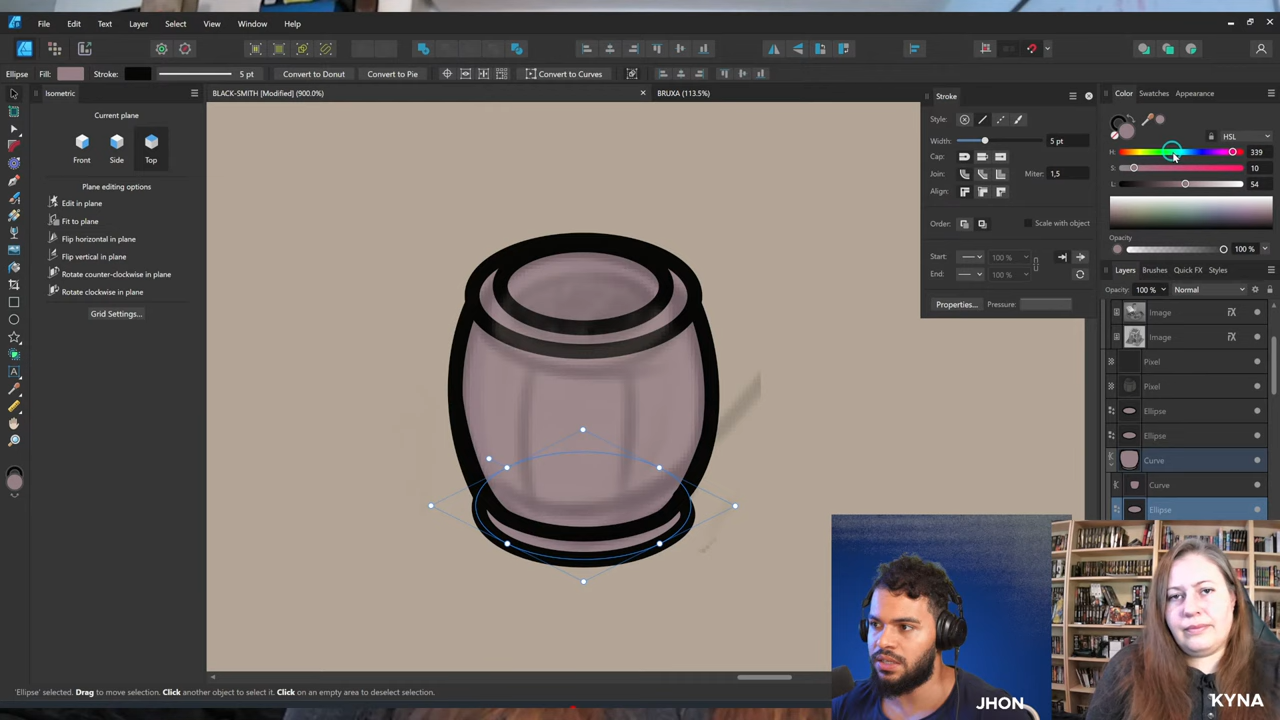 File Edit Text Layer Select View Window Help
Ellipse Fill: Stroke: 5 pt Convert to Donut Convert to Pie Convert to Curves
Isometric
BLACK-SMITH [Modified] (900.0%)
BRUXA (113.5%)
Current plane
Front Side Top
Plane editing options
Edit in plane
Fit to plane
Flip horizontal in plane
Flip vertical in plane
Rotate counter-clockwise in plane
Rotate clockwise in plane
Grid Settings...
Stroke
Style:
Width: 5 pt
Cap:
Join: Miter: 1,5
Align:
Order: Scale with object
Start: 100 %
End: 100 %
Properties... Pressure:
Color Swatches Appearance
HSL
H: 339
S: 10
L: 54
Opacity
100 %
Layers Brushes Quick FX Styles
Opacity: 100 % Normal
Image
Image
Pixel
Pixel
Ellipse
Ellipse
Curve
Curve
Ellipse
'Ellipse' selected. Drag to move selection. Click another object to select it. Click on an empty area to deselect selection.
JHON
KYNA